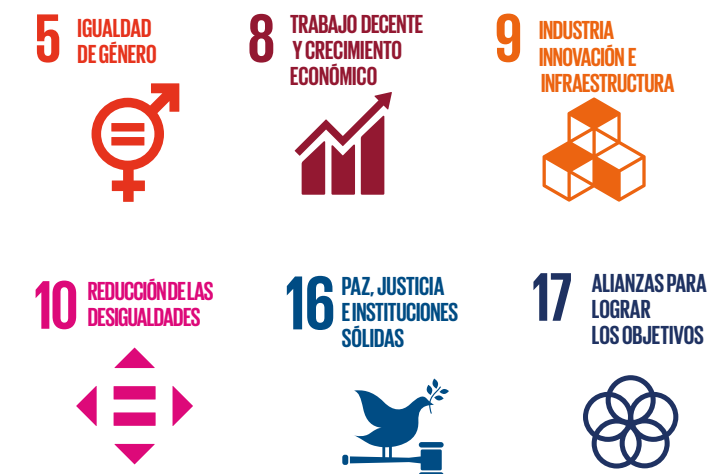 5 IGUALDAD
DE GÉNERO
8 TRABAJO DECENTE
Y CRECIMIENTO
ECONÓMICO
9 INDUSTRIA
INNOVACIÓN E
INFRAESTRUCTURA
10 REDUCCIÓN DE LAS
DESIGUALDADES
16 PAZ, JUSTICIA
E INSTITUCIONES
SÓLIDAS
17 ALIANZAS PARA
LOGRAR
LOS OBJETIVOS